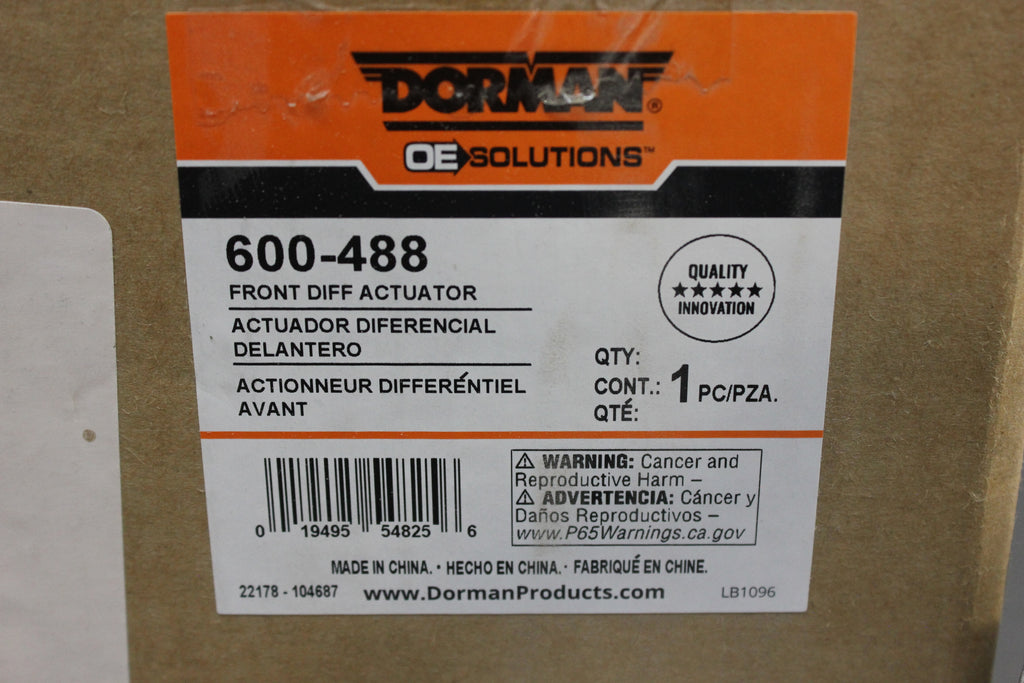 DORMAN®
OE SOLUTIONS™
600-488
FRONT DIFF ACTUATOR
ACTUADOR DIFERENCIAL
DELANTERO
ACTIONNEUR DIFFERÉNTIEL
AVANT
QUALITY
★★★★★
INNOVATION
QTY:
CONT.: 1 PC/PZA.
QTÉ:
⚠ WARNING: Cancer and
Reproductive Harm –
⚠ ADVERTENCIA: Cáncer y
Daños Reproductivos –
www.P65Warnings.ca.gov
0 19495 54825 6
MADE IN CHINA. • HECHO EN CHINA. • FABRIQUÉ EN CHINE.
22178 - 104687 www.DormanProducts.com LB1096